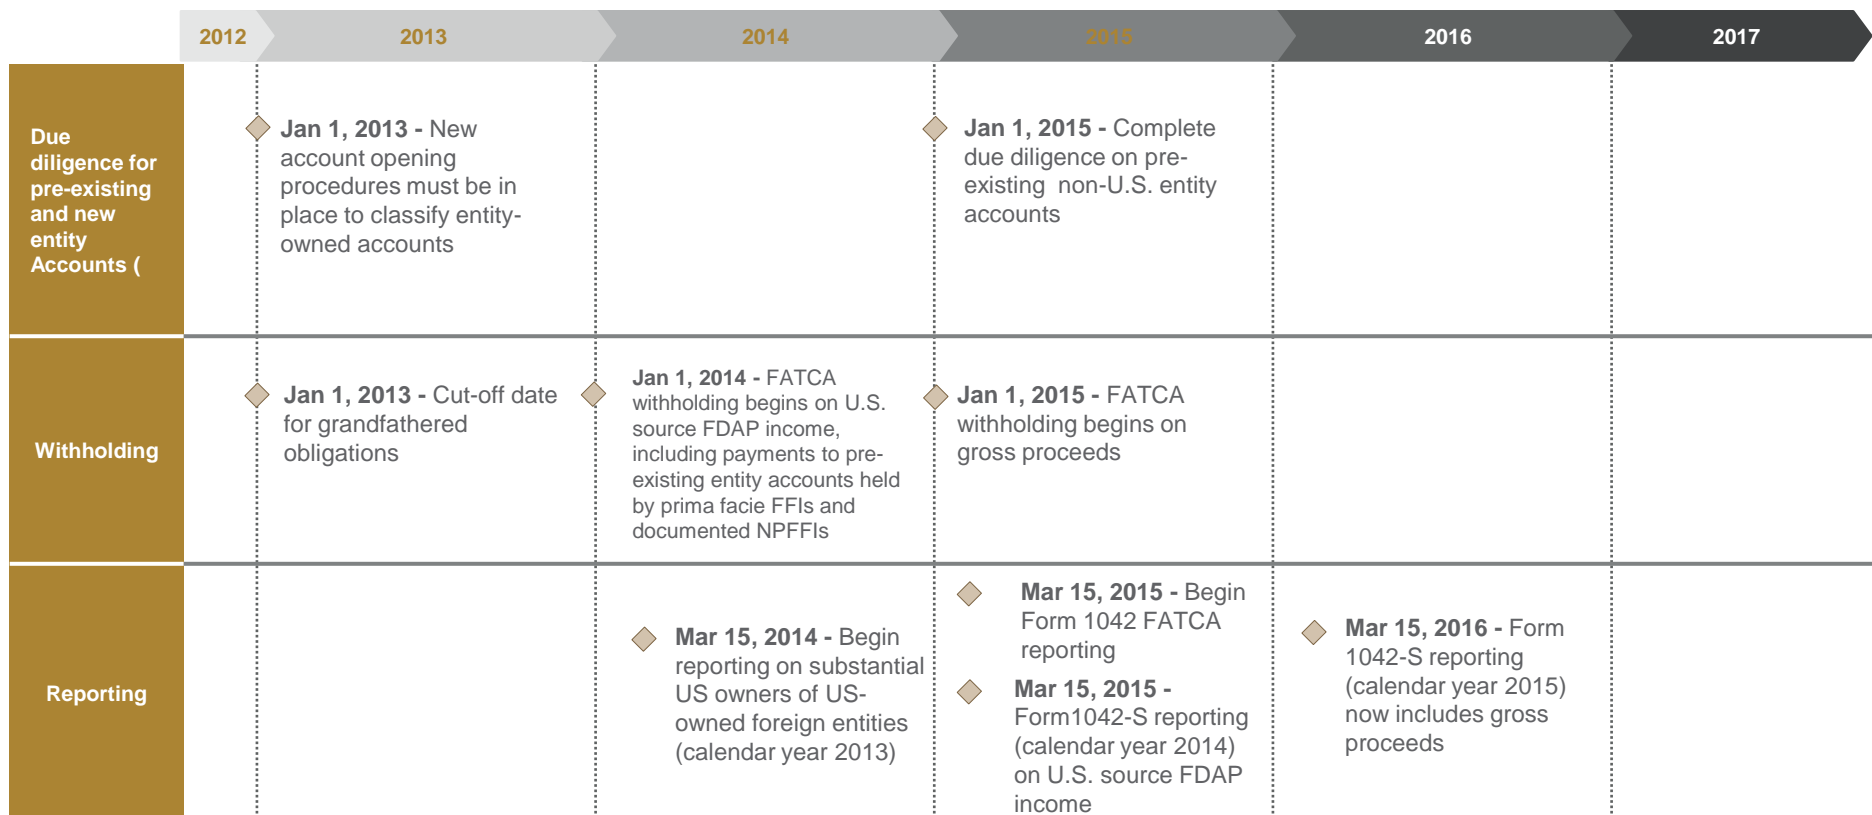 2012
2013
2014
2015
2016
2017
Due
diligence for
pre-existing
and new
entity
Accounts (
Jan 1, 2013 - New
account opening
procedures must be in
place to classify entity-
owned accounts
Jan 1, 2015 - Complete
due diligence on pre-
existing non-U.S. entity
accounts
Withholding
Jan 1, 2013 - Cut-off date
for grandfathered
obligations
Jan 1, 2014 - FATCA
withholding begins on U.S.
source FDAP income,
including payments to pre-
existing entity accounts held
by prima facie FFIs and
documented NPFFIs
Jan 1, 2015 - FATCA
withholding begins on
gross proceeds
Reporting
Mar 15, 2014 - Begin
reporting on substantial
US owners of US-
owned foreign entities
(calendar year 2013)
Mar 15, 2015 - Begin
Form 1042 FATCA
reporting
Mar 15, 2015 -
Form1042-S reporting
(calendar year 2014)
on U.S. source FDAP
income
Mar 15, 2016 - Form
1042-S reporting
(calendar year 2015)
now includes gross
proceeds